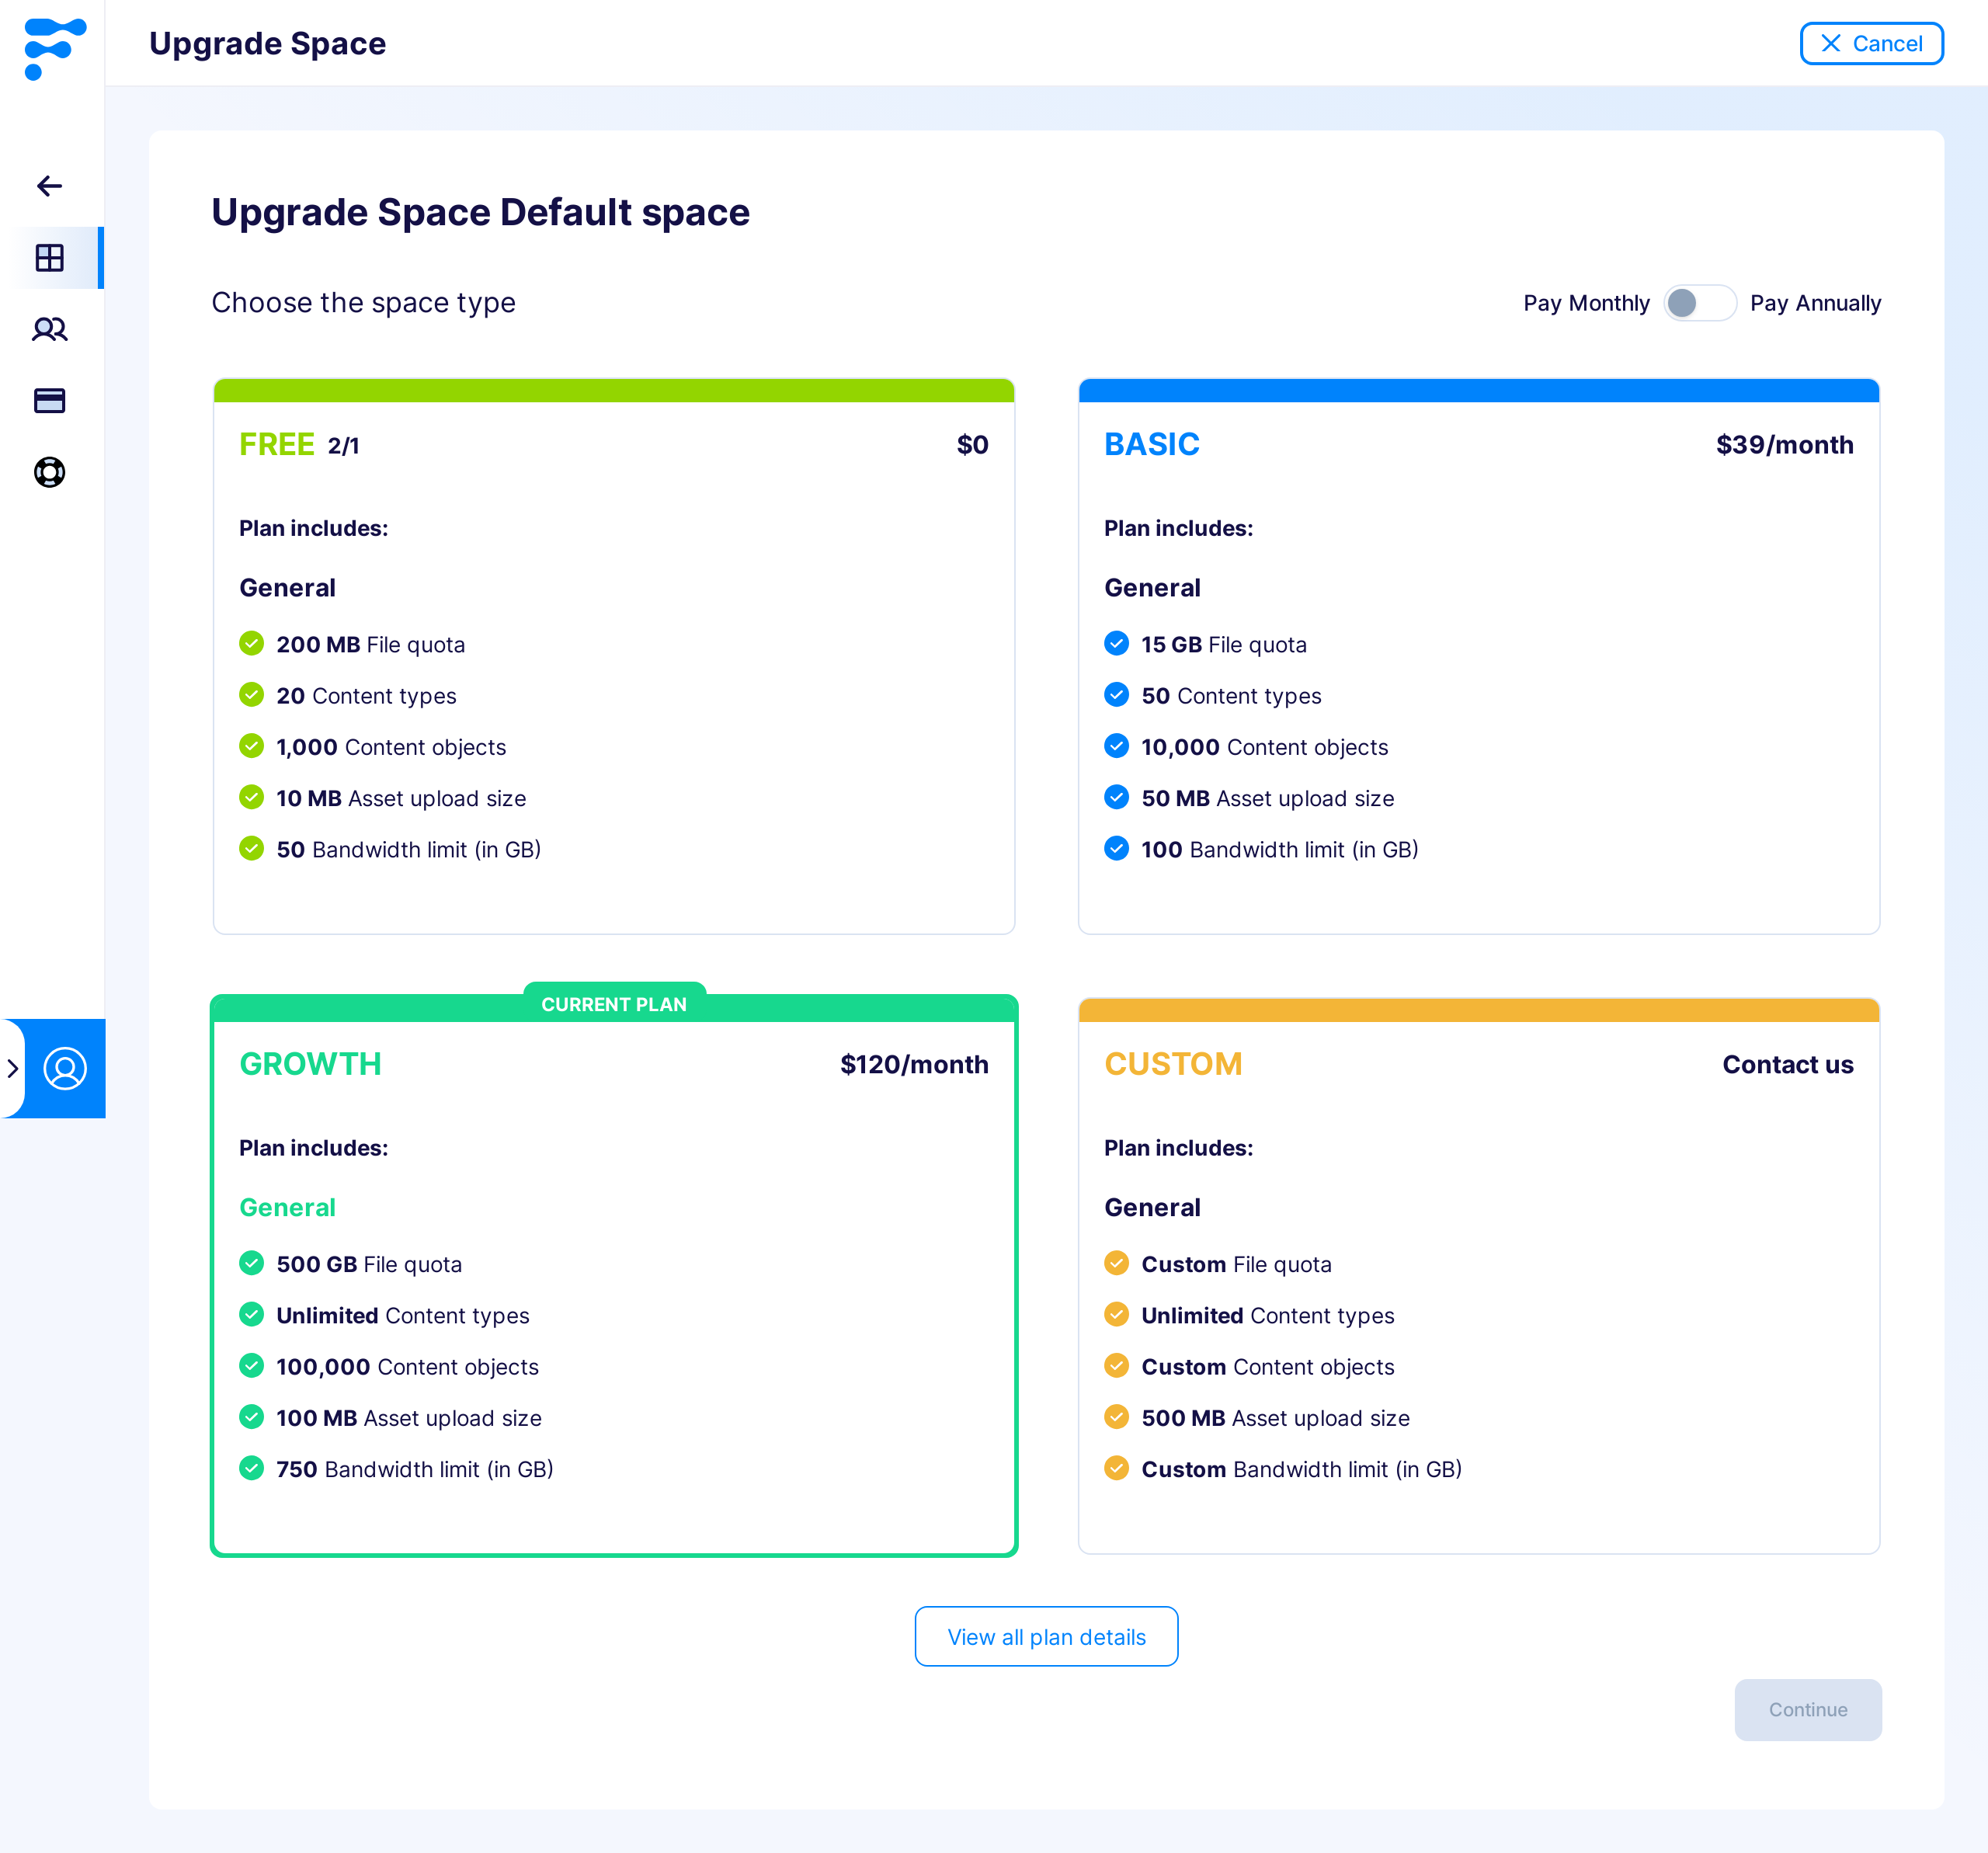 Upgrade Space
Cancel
Upgrade Space Default space
Choose the space type
Pay Monthly
Pay Annually
FREE 2/1
$0
Plan includes:
General
200 MB File quota
20 Content types
1,000 Content objects
10 MB Asset upload size
50 Bandwidth limit (in GB)
BASIC
$39/month
Plan includes:
General
15 GB File quota
50 Content types
10,000 Content objects
50 MB Asset upload size
100 Bandwidth limit (in GB)
CURRENT PLAN
GROWTH
$120/month
Plan includes:
General
500 GB File quota
Unlimited Content types
100,000 Content objects
100 MB Asset upload size
750 Bandwidth limit (in GB)
CUSTOM
Contact us
Plan includes:
General
Custom File quota
Unlimited Content types
Custom Content objects
500 MB Asset upload size
Custom Bandwidth limit (in GB)
View all plan details
Continue